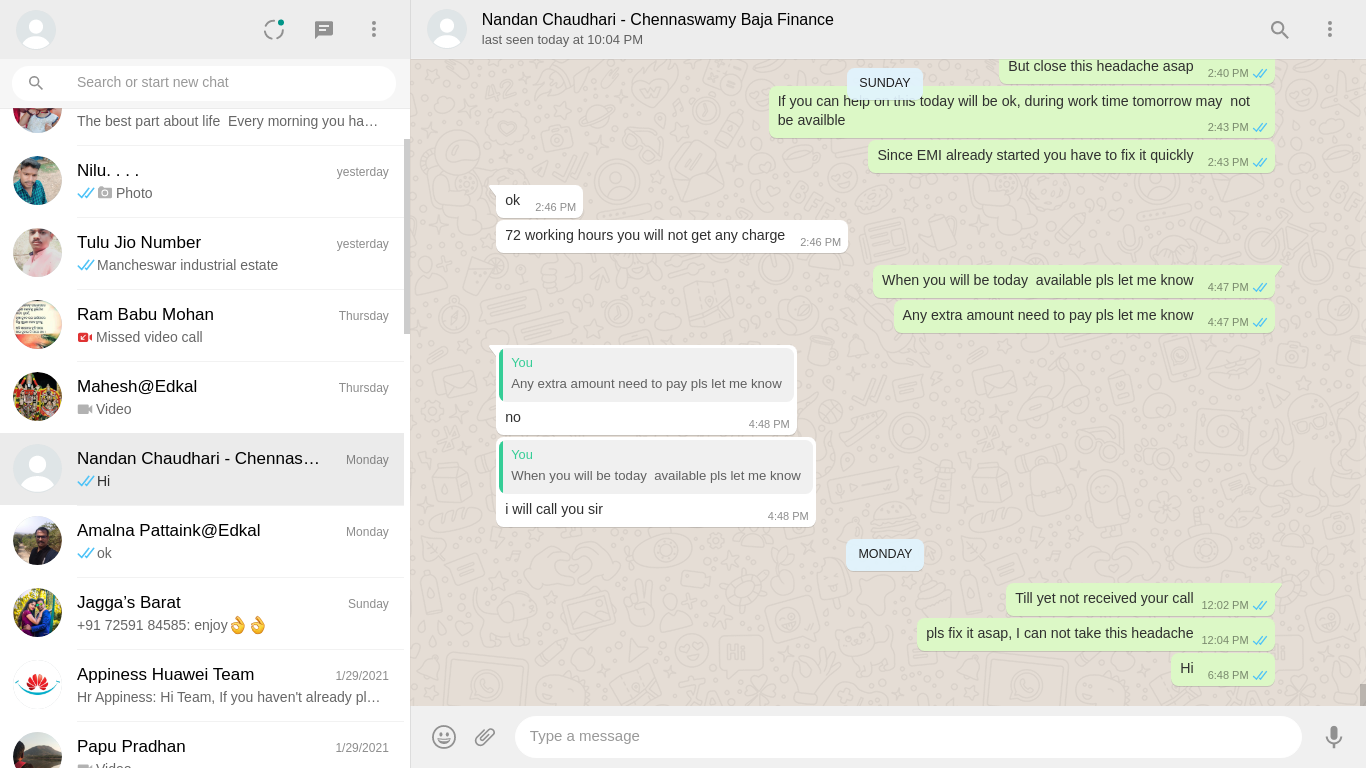 Search or start new chat
The best part about life  Every morning you ha…
Nilu. . . .
yesterday
Photo
Tulu Jio Number
yesterday
Mancheswar industrial estate
Ram Babu Mohan
Thursday
Missed video call
Mahesh@Edkal
Thursday
Video
Nandan Chaudhari - Chennas…
Monday
Hi
Amalna Pattaink@Edkal
Monday
ok
Jagga’s Barat
Sunday
+91 72591 84585: enjoy👌👌
Appiness Huawei Team
1/29/2021
Hr Appiness: Hi Team, If you haven't already pl…
Papu Pradhan
1/29/2021
Video
Nandan Chaudhari - Chennaswamy Baja Finance
last seen today at 10:04 PM
But close this headache asap
2:40 PM
SUNDAY
If you can help on this today will be ok, during work time tomorrow may  not
be availble
2:43 PM
Since EMI already started you have to fix it quickly
2:43 PM
ok
2:46 PM
72 working hours you will not get any charge
2:46 PM
When you will be today  available pls let me know
4:47 PM
Any extra amount need to pay pls let me know
4:47 PM
You
Any extra amount need to pay pls let me know
no
4:48 PM
You
When you will be today  available pls let me know
i will call you sir
4:48 PM
MONDAY
Till yet not received your call
12:02 PM
pls fix it asap, I can not take this headache
12:04 PM
Hi
6:48 PM
Type a message